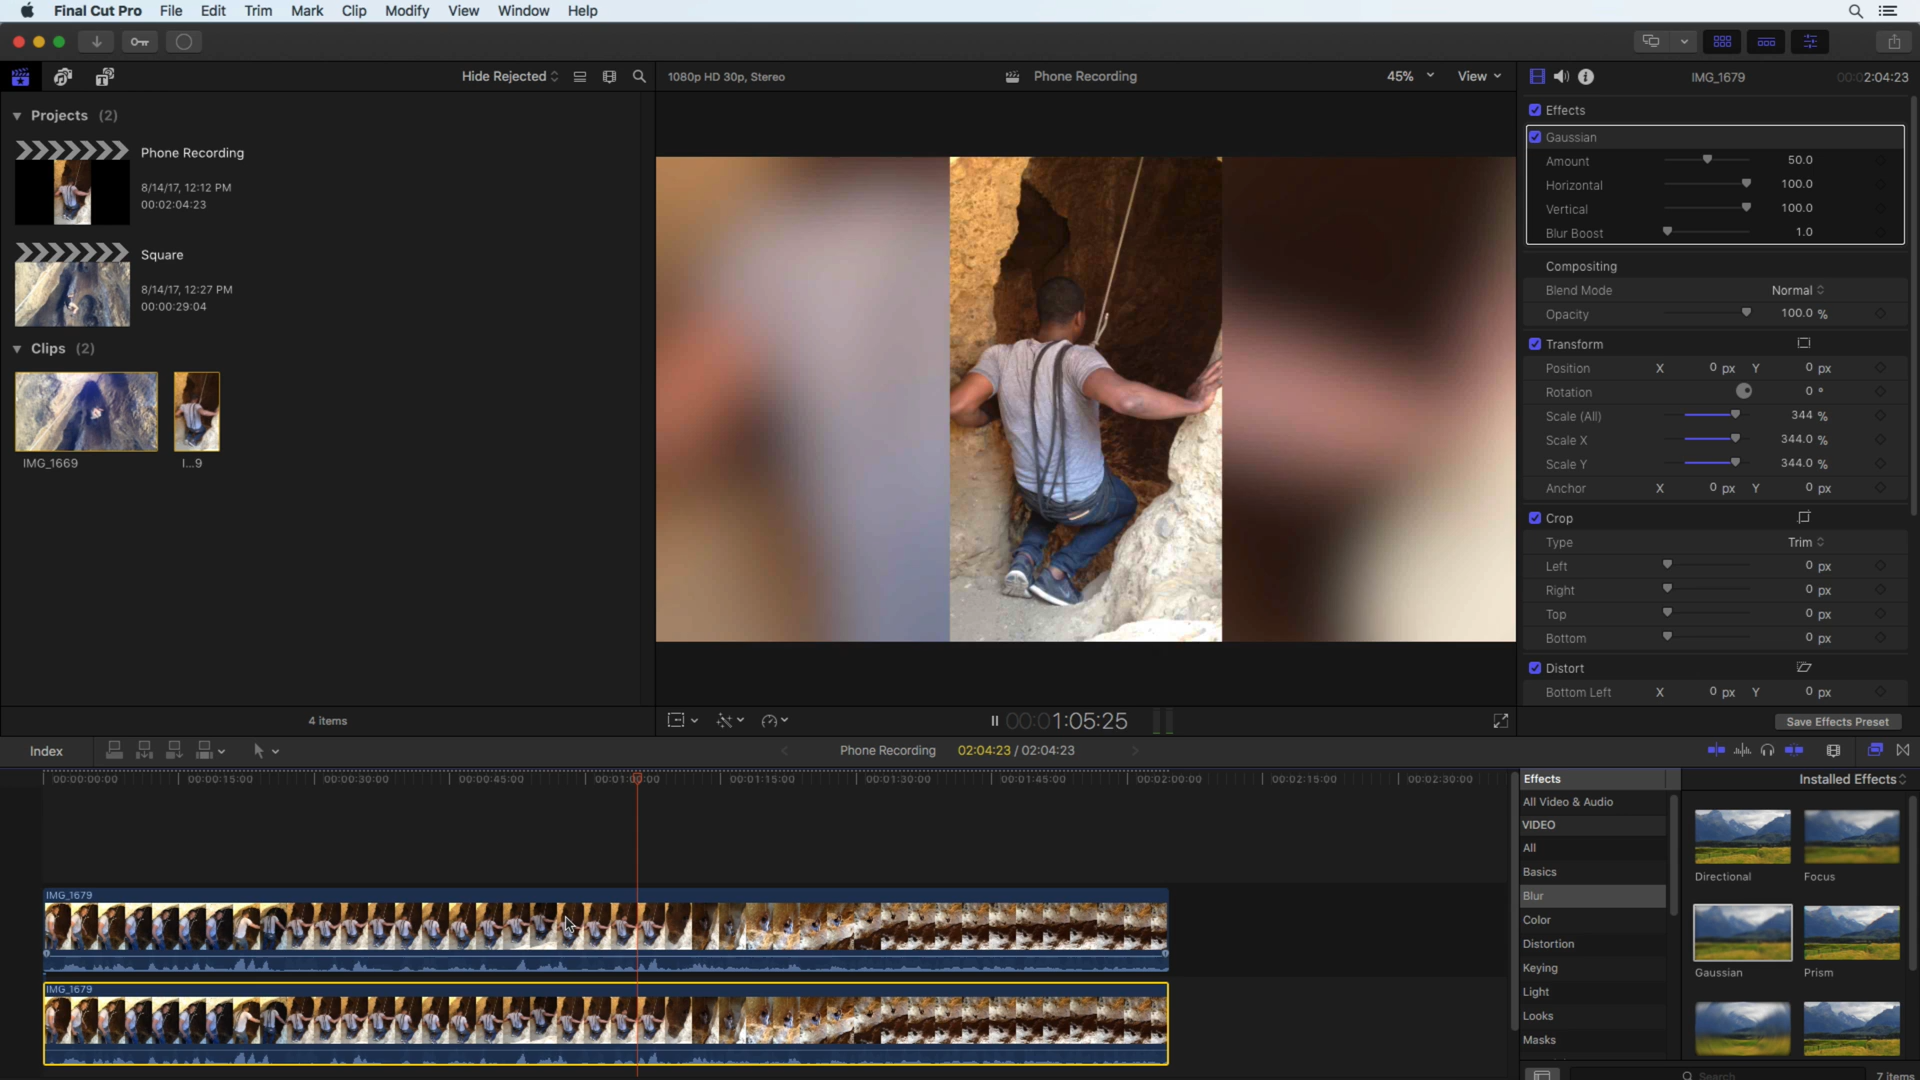 Final Cut Pro File Edit Trim Mark Clip Modify View Window Help
Hide Rejected
1080p HD 30p, Stereo
Phone Recording
45%
View
IMG_1679
00:02:04:23
Projects (2)
Phone Recording
8/14/17, 12:12 PM
00:02:04:23
Square
8/14/17, 12:27 PM
00:00:29:04
Clips (2)
IMG_1669
I...9
4 items
Effects
Gaussian
Amount 50.0
Horizontal 100.0
Vertical 100.0
Blur Boost 1.0
Compositing
Blend Mode Normal
Opacity 100.0 %
Transform
Position X 0 px Y 0 px
Rotation 0 °
Scale (All) 344 %
Scale X 344.0 %
Scale Y 344.0 %
Anchor X 0 px Y 0 px
Crop
Type Trim
Left 0 px
Right 0 px
Top 0 px
Bottom 0 px
Distort
Bottom Left X 0 px Y 0 px
00:01:05:25
Save Effects Preset
Index
Phone Recording 02:04:23 / 02:04:23
00:00:00:00 00:00:15:00 00:00:30:00 00:00:45:00 00:01:00:00 00:01:15:00 00:01:30:00 00:01:45:00 00:02:00:00 00:02:15:00 00:02:30:00
IMG_1679
IMG_1679
Effects
Installed Effects
All Video & Audio
VIDEO
All
Basics
Blur
Color
Distortion
Keying
Light
Looks
Masks
Directional
Focus
Gaussian
Prism
Search
7 items